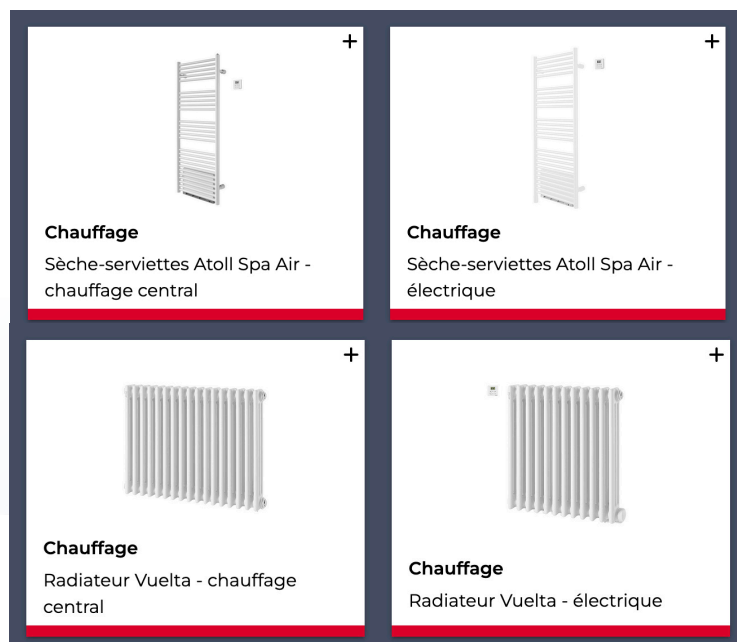 +
+
Chauffage
Sèche-serviettes Atoll Spa Air -
chauffage central
Chauffage
Sèche-serviettes Atoll Spa Air -
électrique
+
+
Chauffage
Radiateur Vuelta - chauffage
central
Chauffage
Radiateur Vuelta - électrique